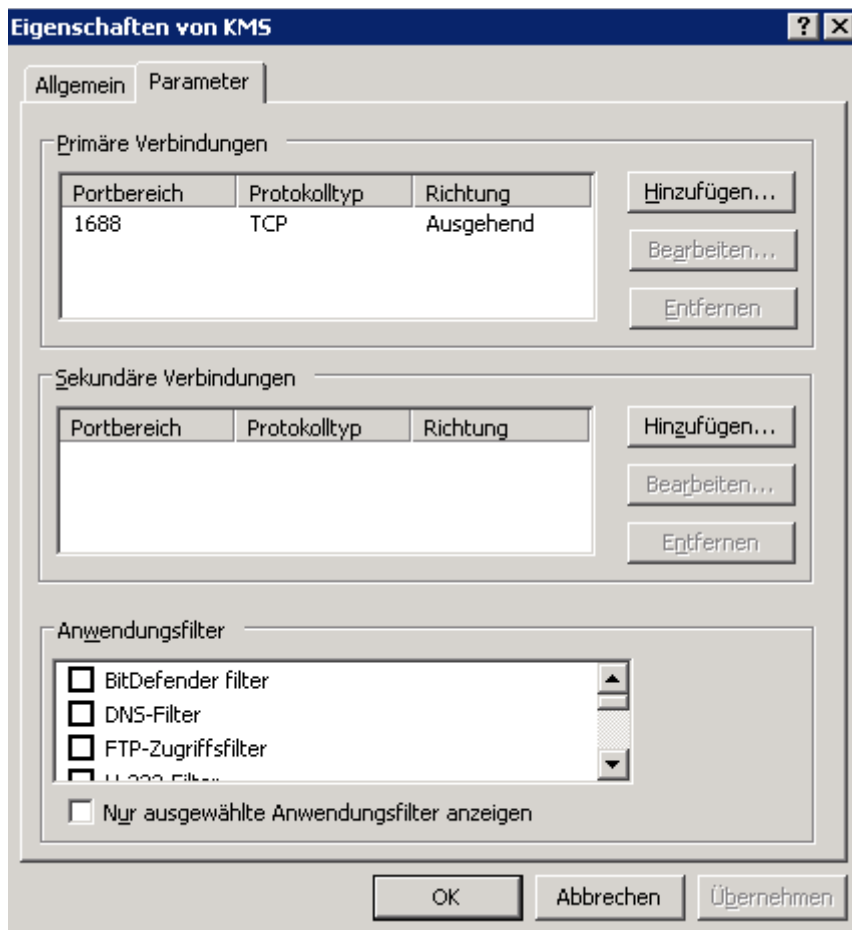 Eigenschaften von KMS
Allgemein Parameter
Primäre Verbindungen
Portbereich Protokolltyp Richtung
1688 TCP Ausgehend
Hinzufügen...
Bearbeiten...
Entfernen
Sekundäre Verbindungen
Portbereich Protokolltyp Richtung
Hinzufügen...
Bearbeiten...
Entfernen
Anwendungsfilter
BitDefender filter
DNS-Filter
FTP-Zugriffsfilter
Nur ausgewählte Anwendungsfilter anzeigen
OK Abbrechen Übernehmen